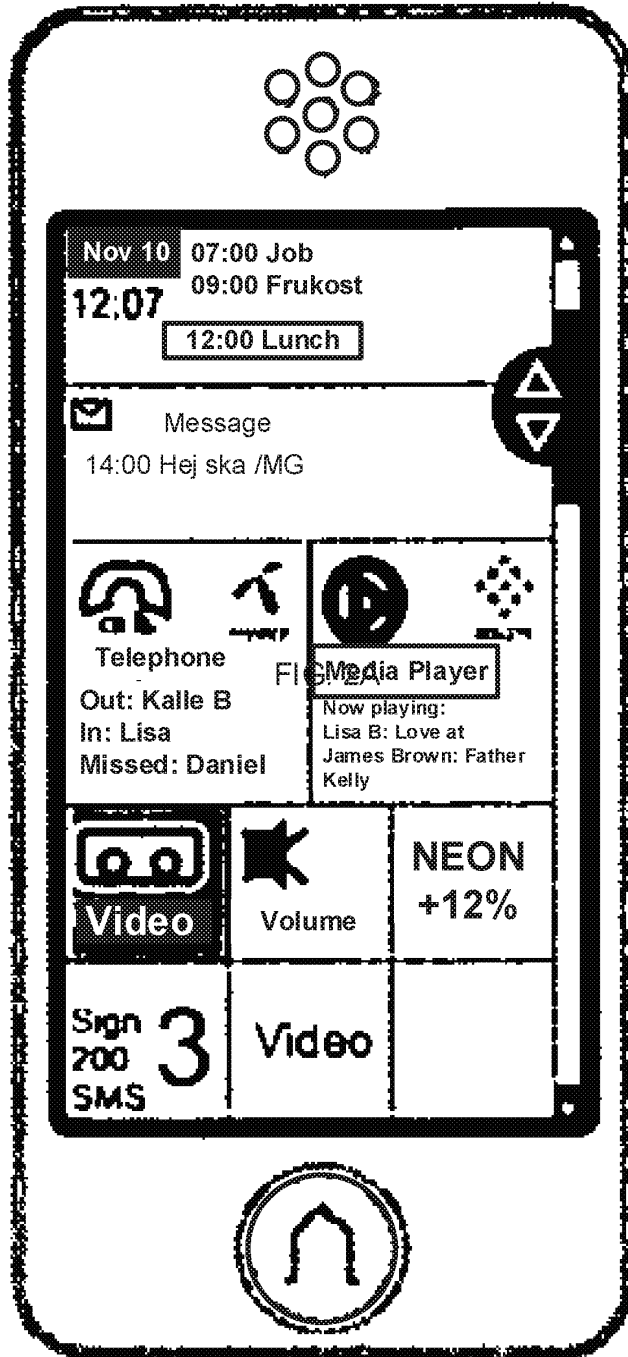 Nov 10
07:00 Job
09:00 Frukost
12:07
12:00 Lunch
Message
14:00 Hej ska /MG
Telephone
Out: Kalle B
In: Lisa
Missed: Daniel
FIG. 2A
Media Player
Now playing:
Lisa B: Love at
James Brown: Father
Kelly
Video
Volume
NEON
+12%
Sign
200
SMS
3
Video